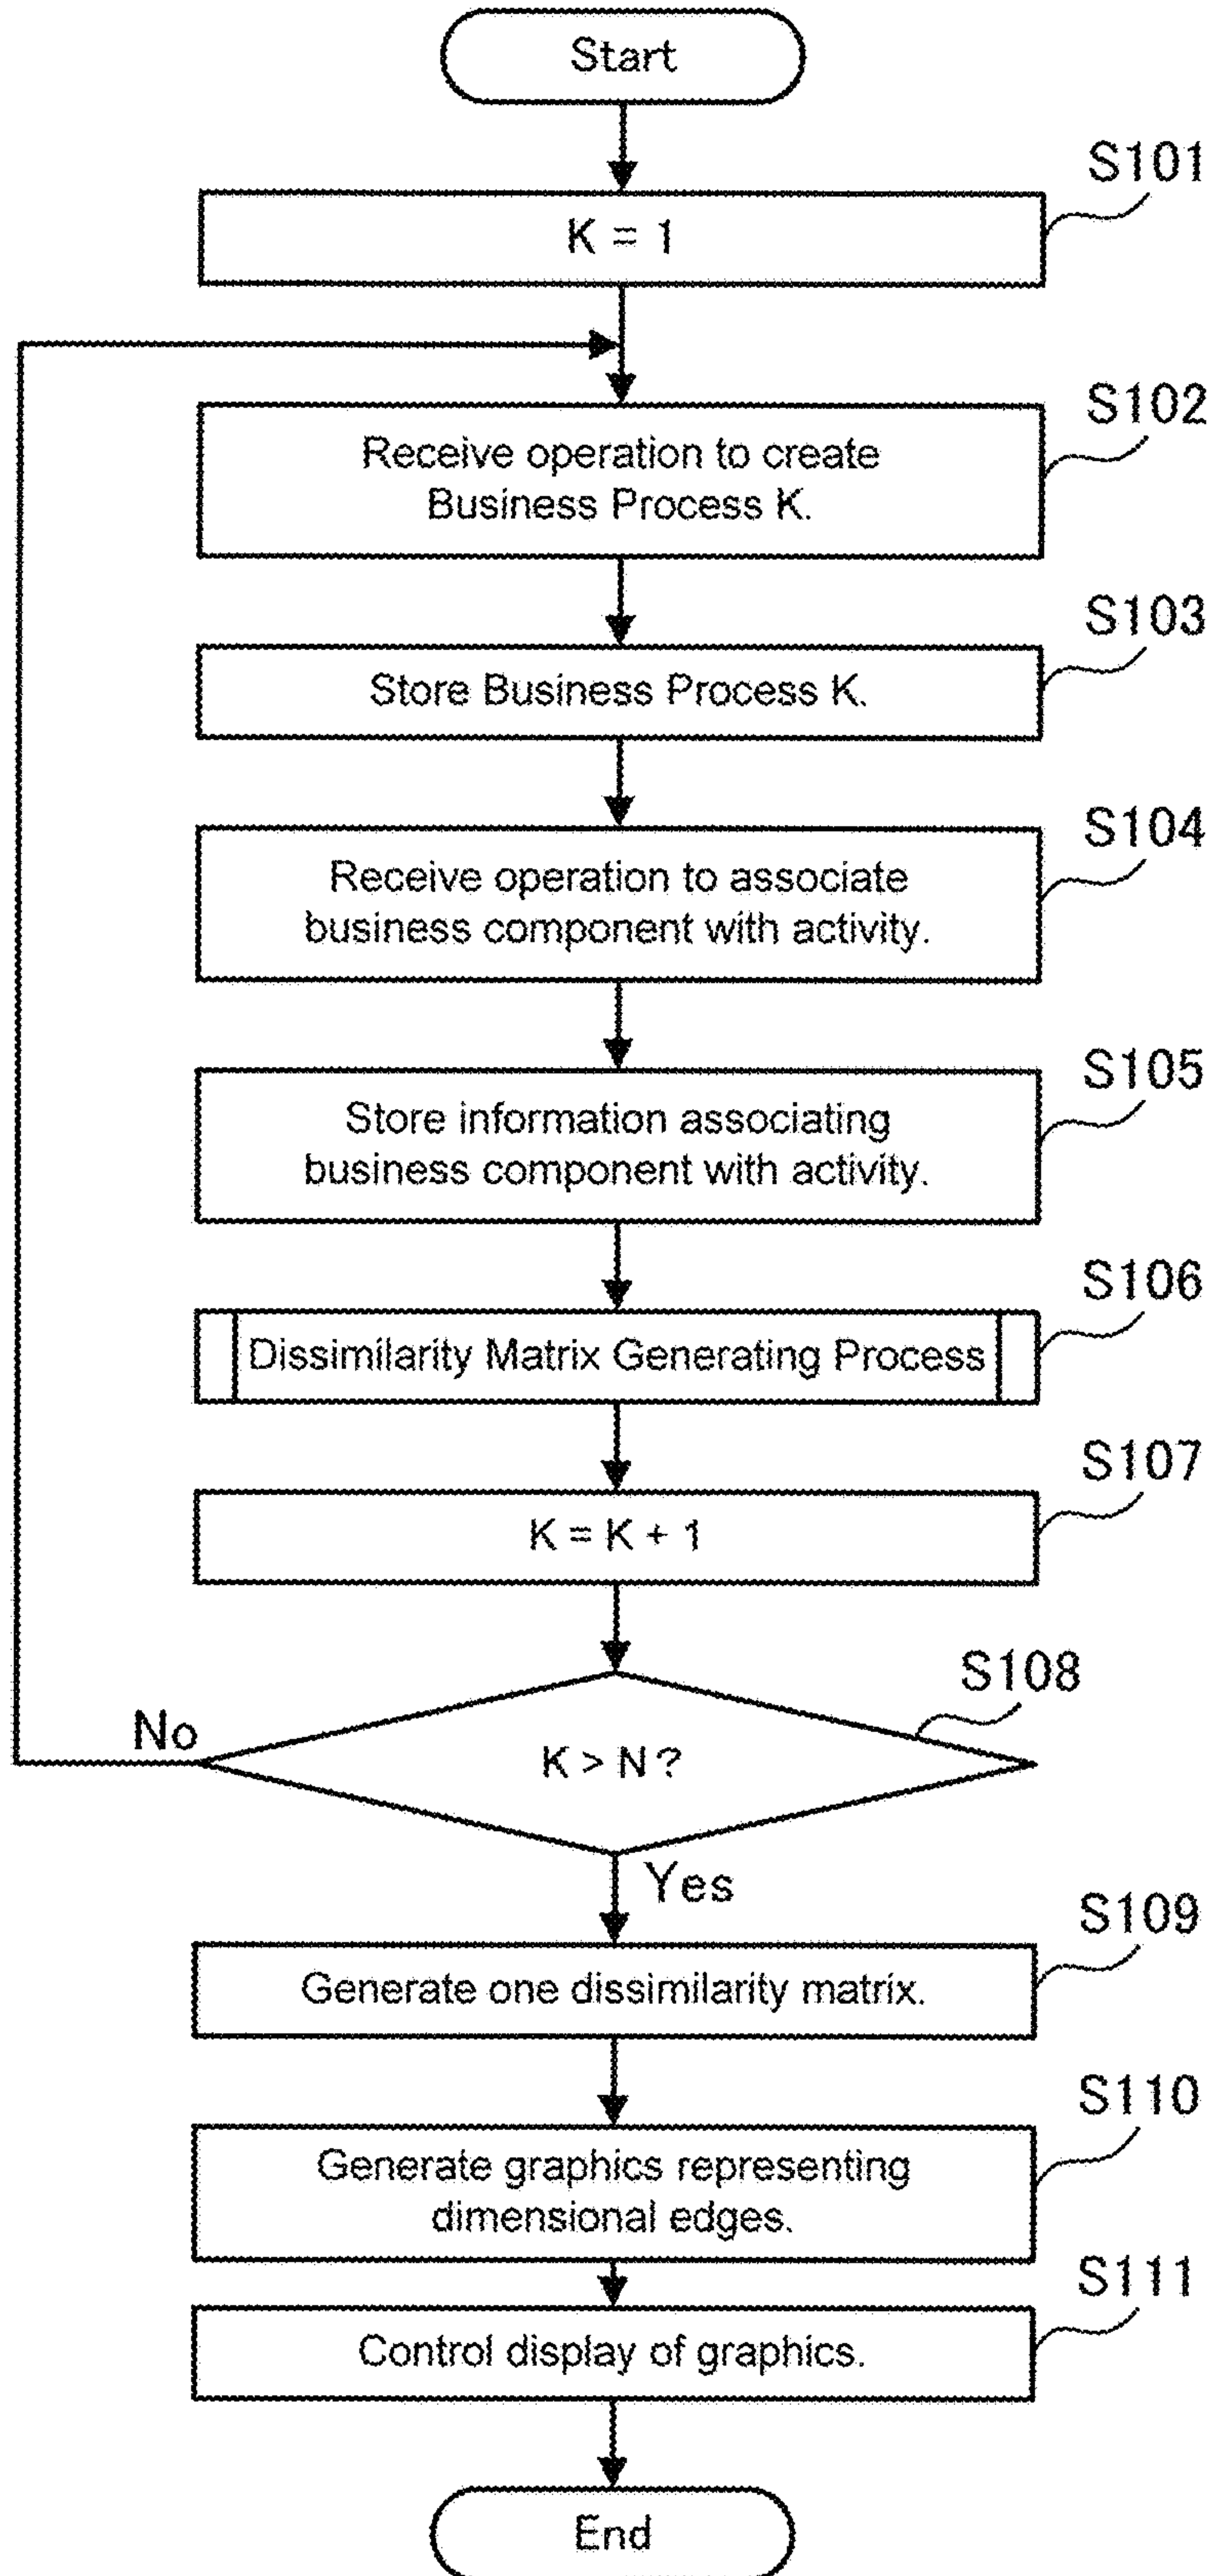 Start
S101
K = 1
S102
Receive operation to create
Business Process K.
S103
Store Business Process K.
S104
Receive operation to associate
business component with activity.
S105
Store information associating
business component with activity.
S106
Dissimilarity Matrix Generating Process
S107
K = K + 1
S108
No
K > N ?
Yes
S109
Generate one dissimilarity matrix.
S110
Generate graphics representing
dimensional edges.
S111
Control display of graphics.
End